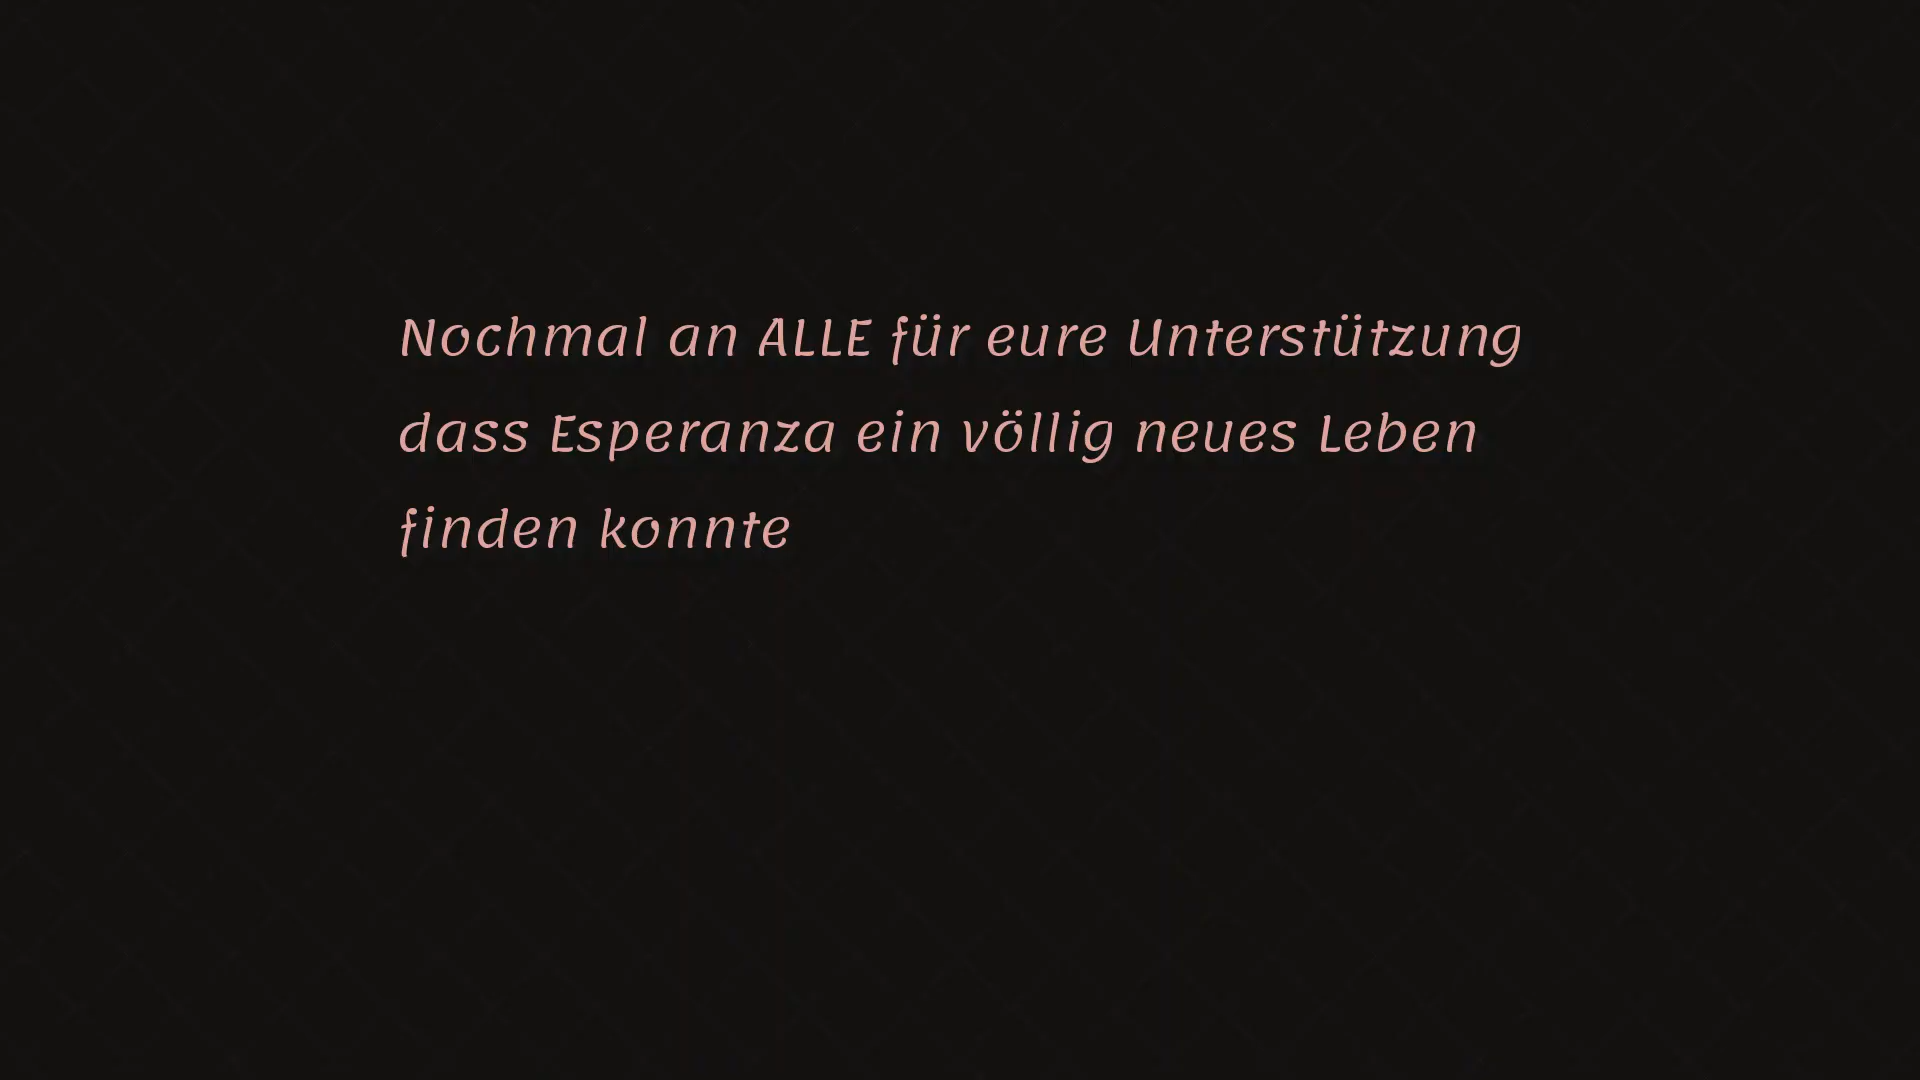 Nochmal an ALLE für eure Unterstützung
dass Esperanza ein völlig neues Leben
finden konnte